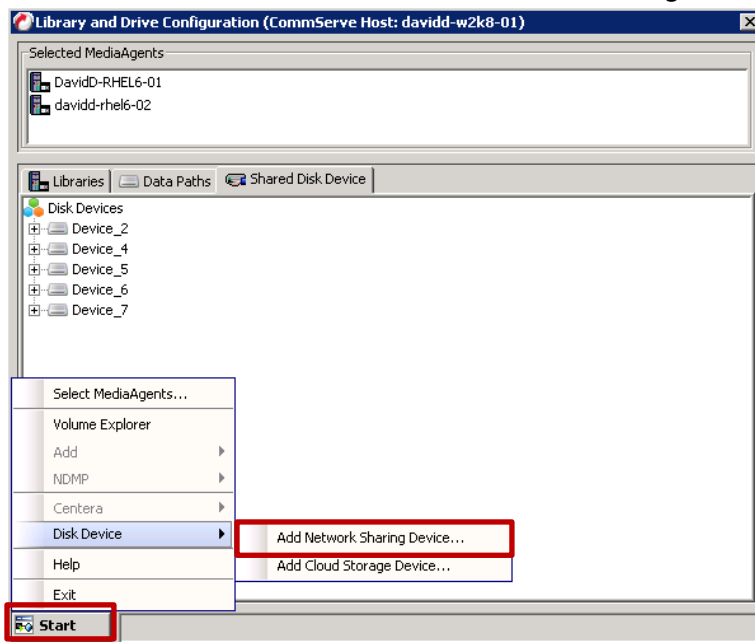 Library and Drive Configuration (CommServe Host: davidd-w2k8-01)
Selected MediaAgents
DavidD-RHEL6-01
davidd-rhel6-02
Libraries Data Paths Shared Disk Device
Disk Devices
Device_2
Device_4
Device_5
Device_6
Device_7
Select MediaAgents...
Volume Explorer
Add
NDMP
Centera
Disk Device
Add Network Sharing Device...
Help
Add Cloud Storage Device...
Exit
Start